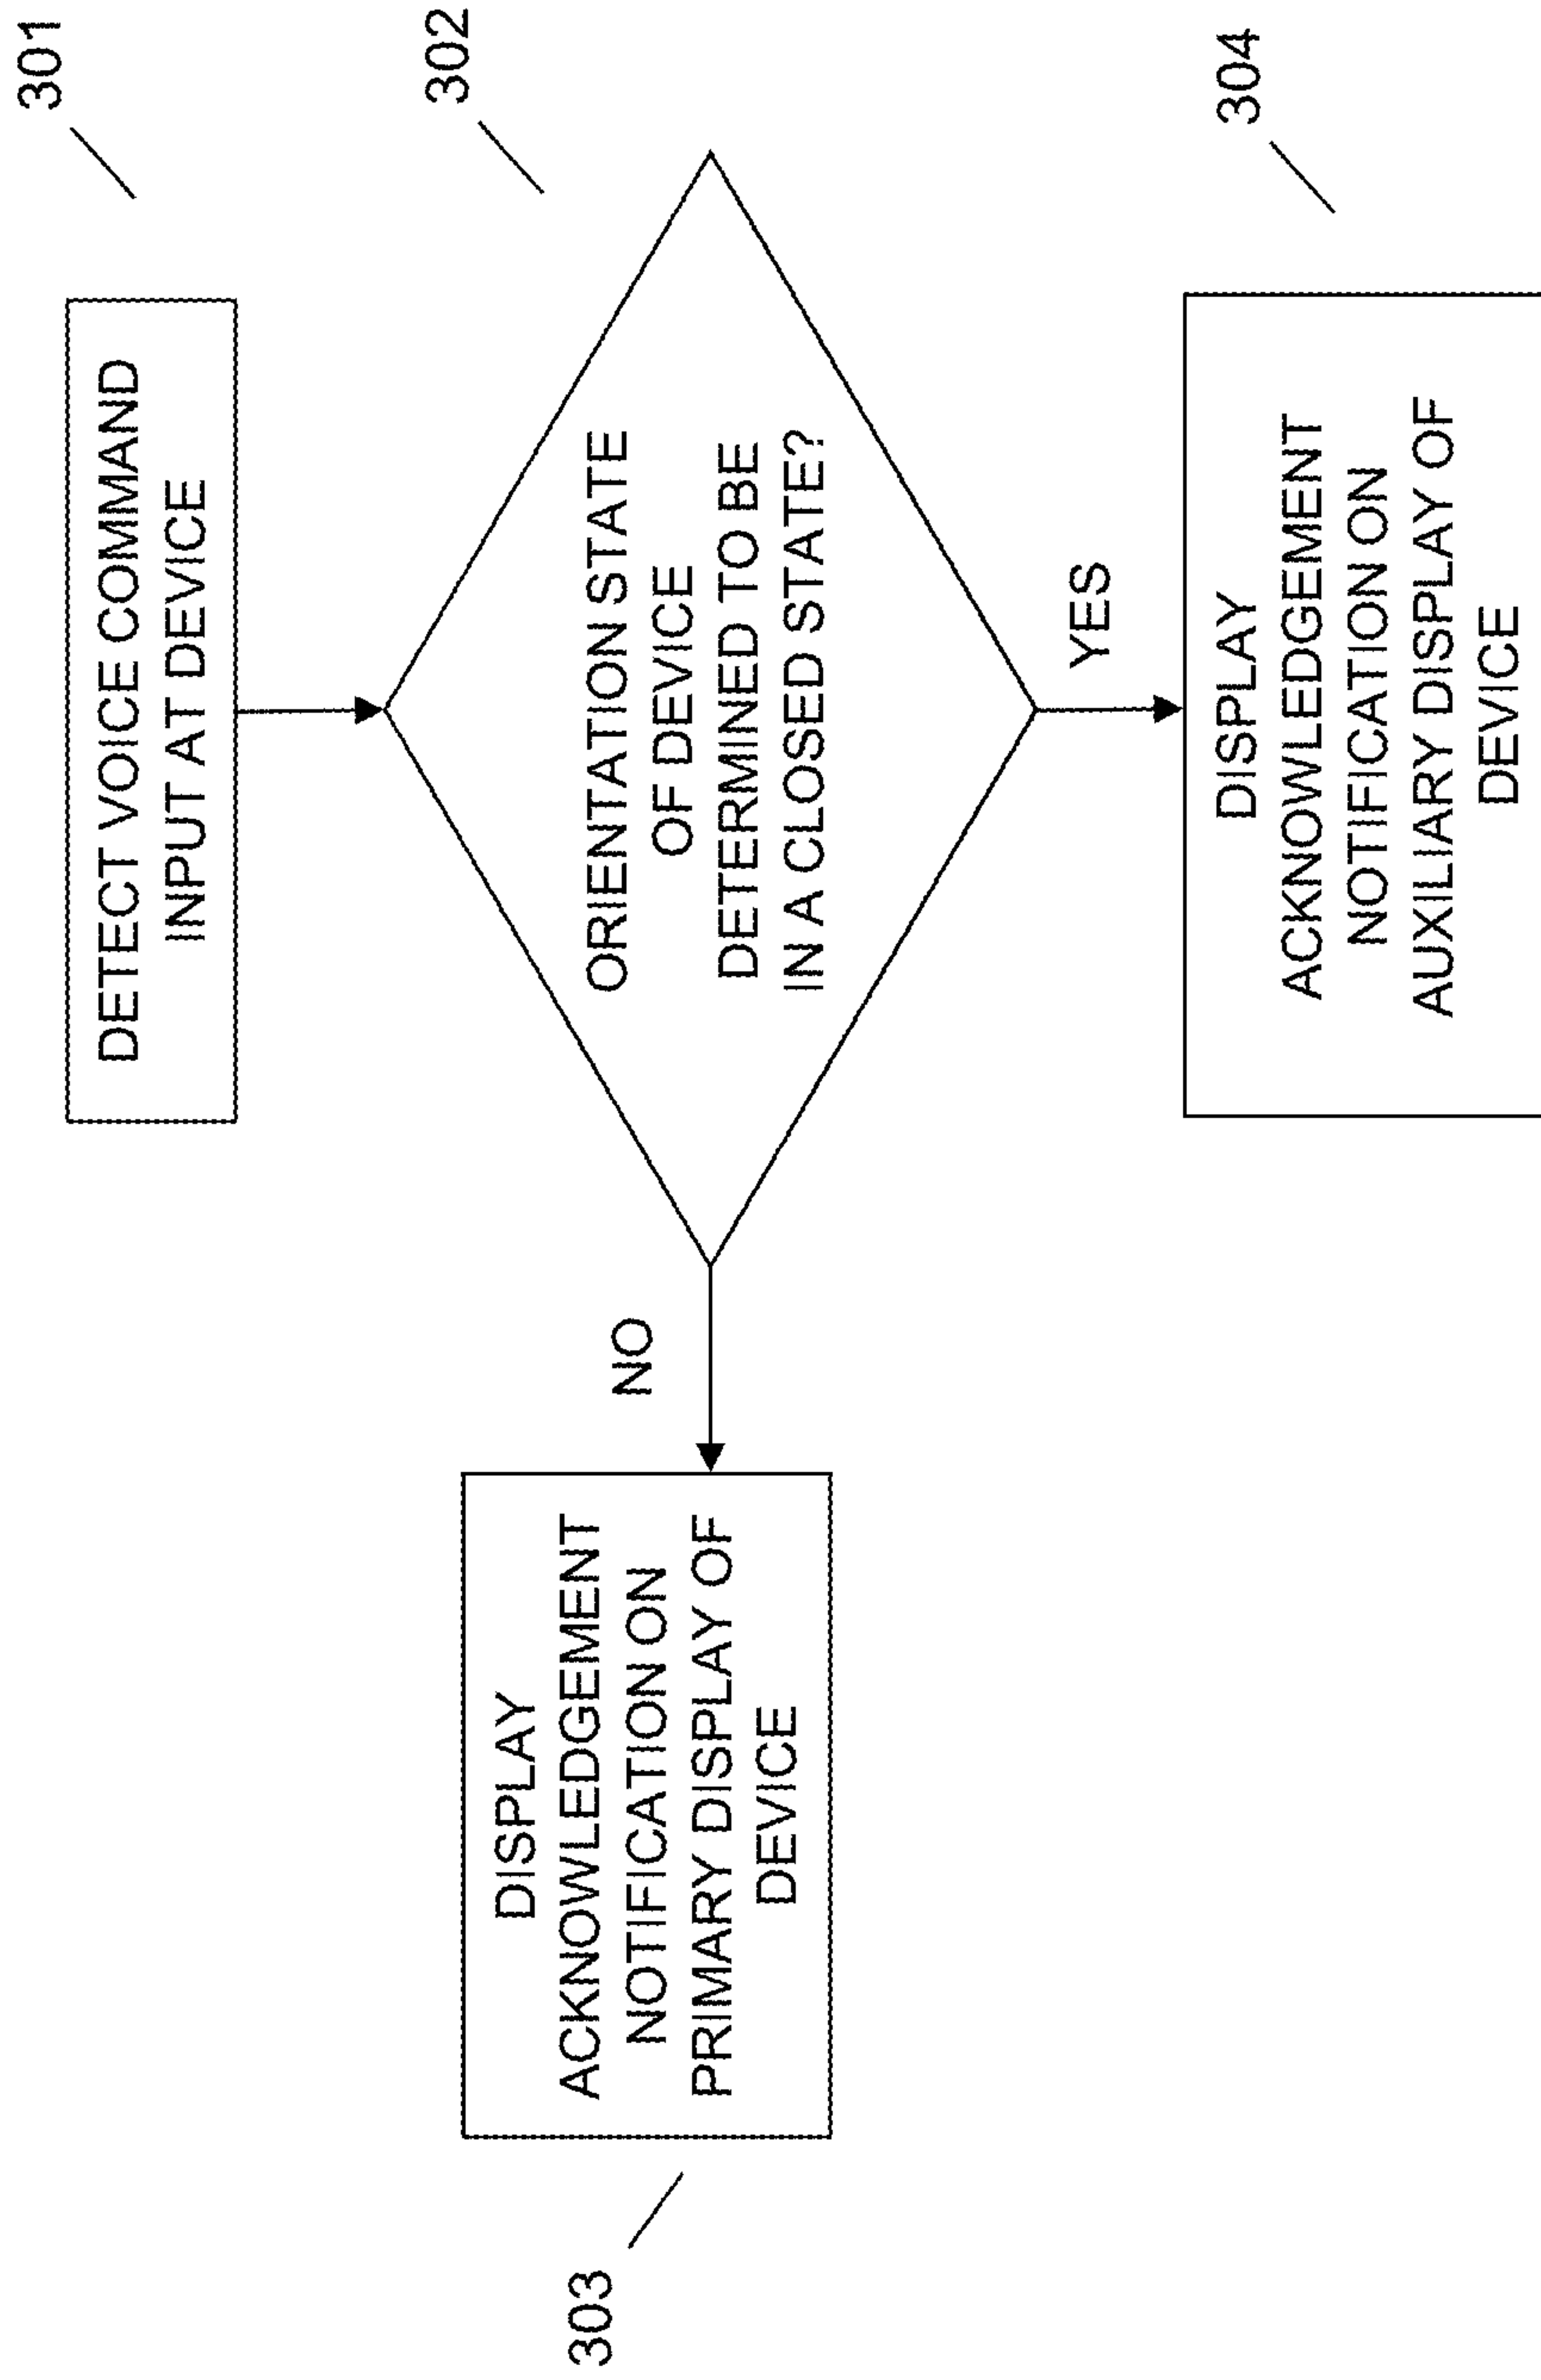 301
DETECT VOICE COMMAND
INPUT AT DEVICE
302
ORIENTATION STATE
OF DEVICE
DETERMINED TO BE
IN A CLOSED STATE?
NO
303
DISPLAY
ACKNOWLEDGEMENT
NOTIFICATION ON
PRIMARY DISPLAY OF
DEVICE
YES
304
DISPLAY
ACKNOWLEDGEMENT
NOTIFICATION ON
AUXILIARY DISPLAY OF
DEVICE